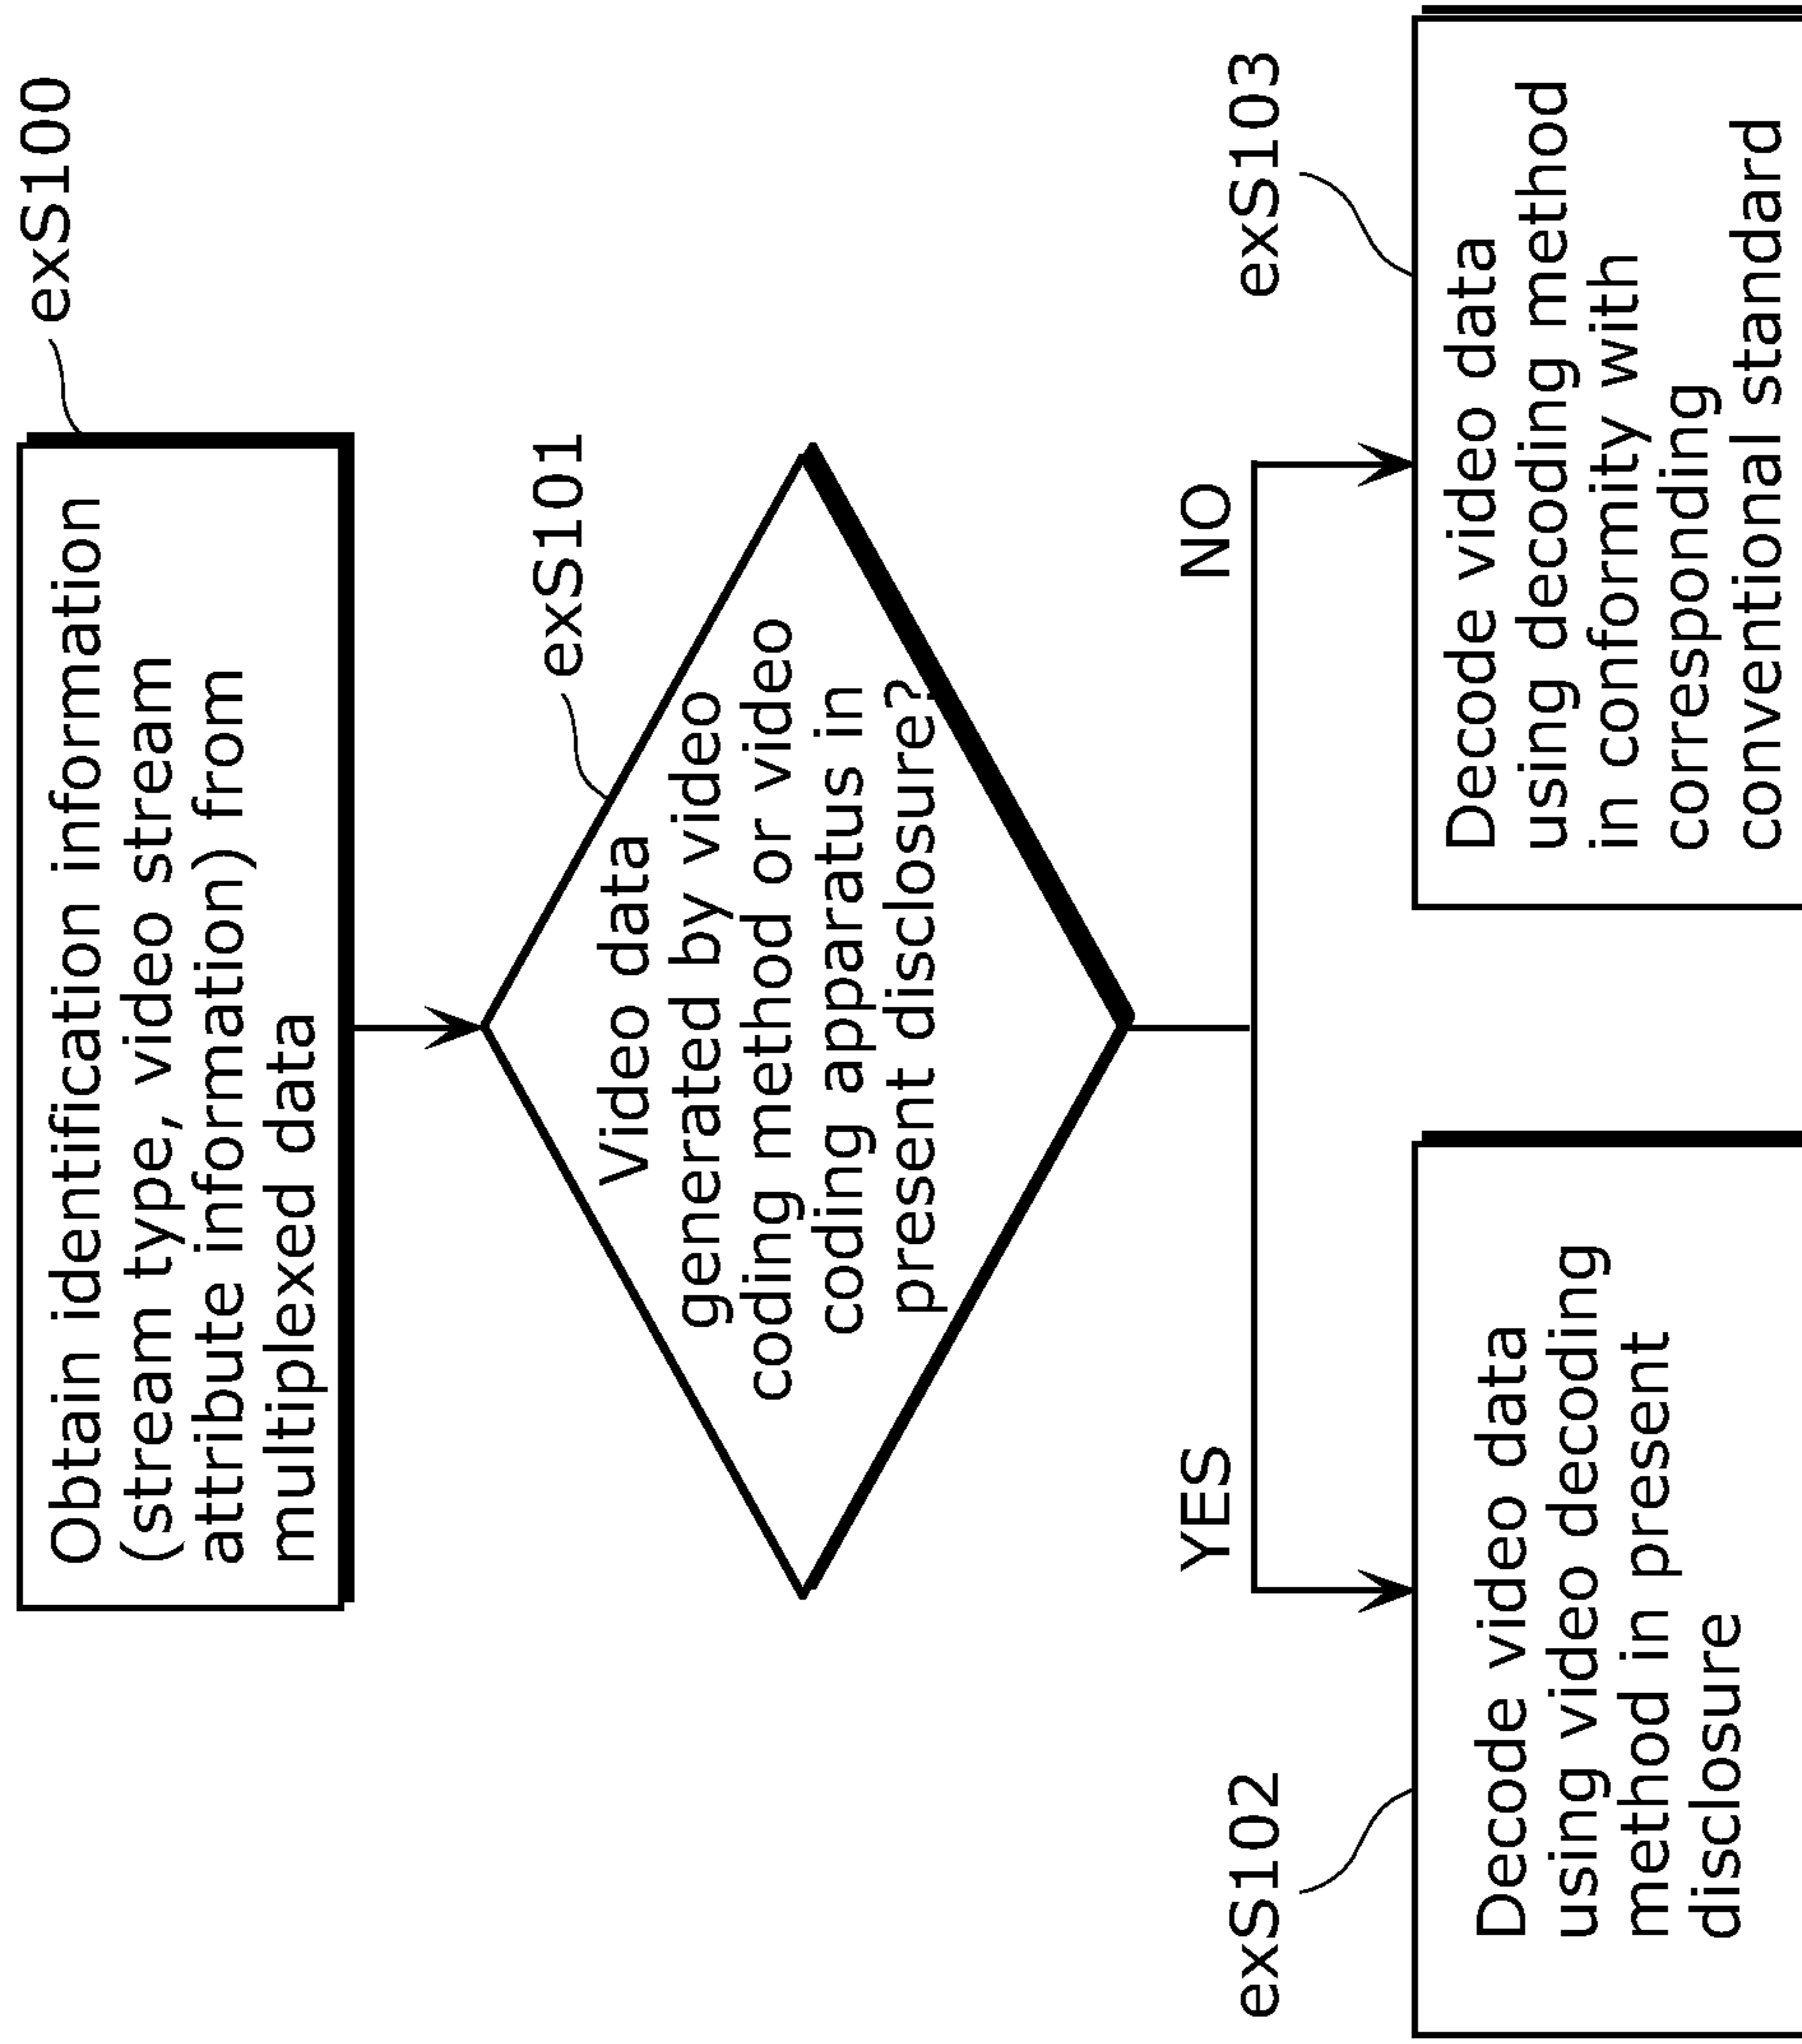 exS100
Obtain identification information
(stream type, video stream
attribute information) from
multiplexed data
exS101
Video data
generated by video
coding method or video
coding apparatus in
present disclosure?
YES
NO
exS102
Decode video data
using video decoding
method in present
disclosure
exS103
Decode video data
using decoding method
in conformity with
corresponding
conventional standard